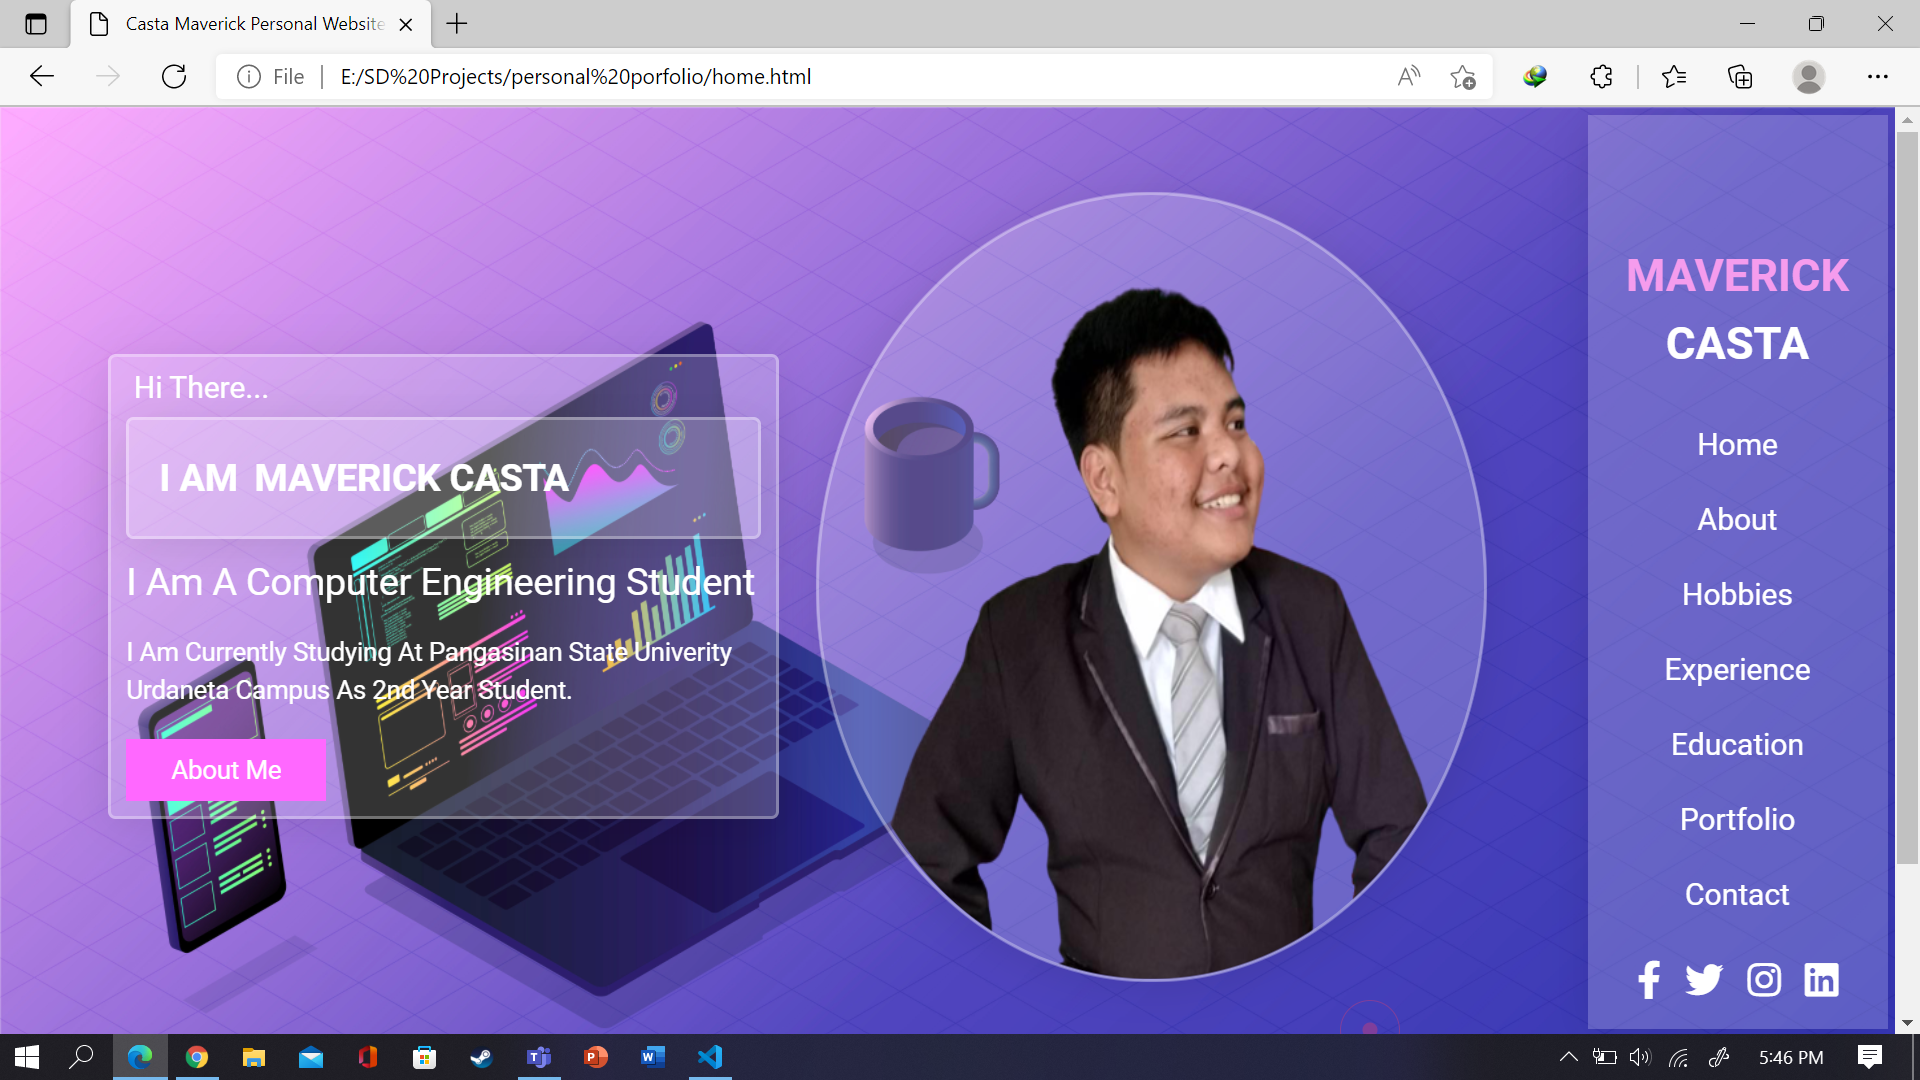 Casta Maverick Personal Website
File
E:/SD%20Projects/personal%20porfolio/home.html
Hi There...
I AM  MAVERICK CASTA
I Am A Computer Engineering Student
I Am Currently Studying At Pangasinan State Univerity
Urdaneta Campus As 2nd Year Student.
About Me
MAVERICK
CASTA
Home
About
Hobbies
Experience
Education
Portfolio
Contact
5:46 PM